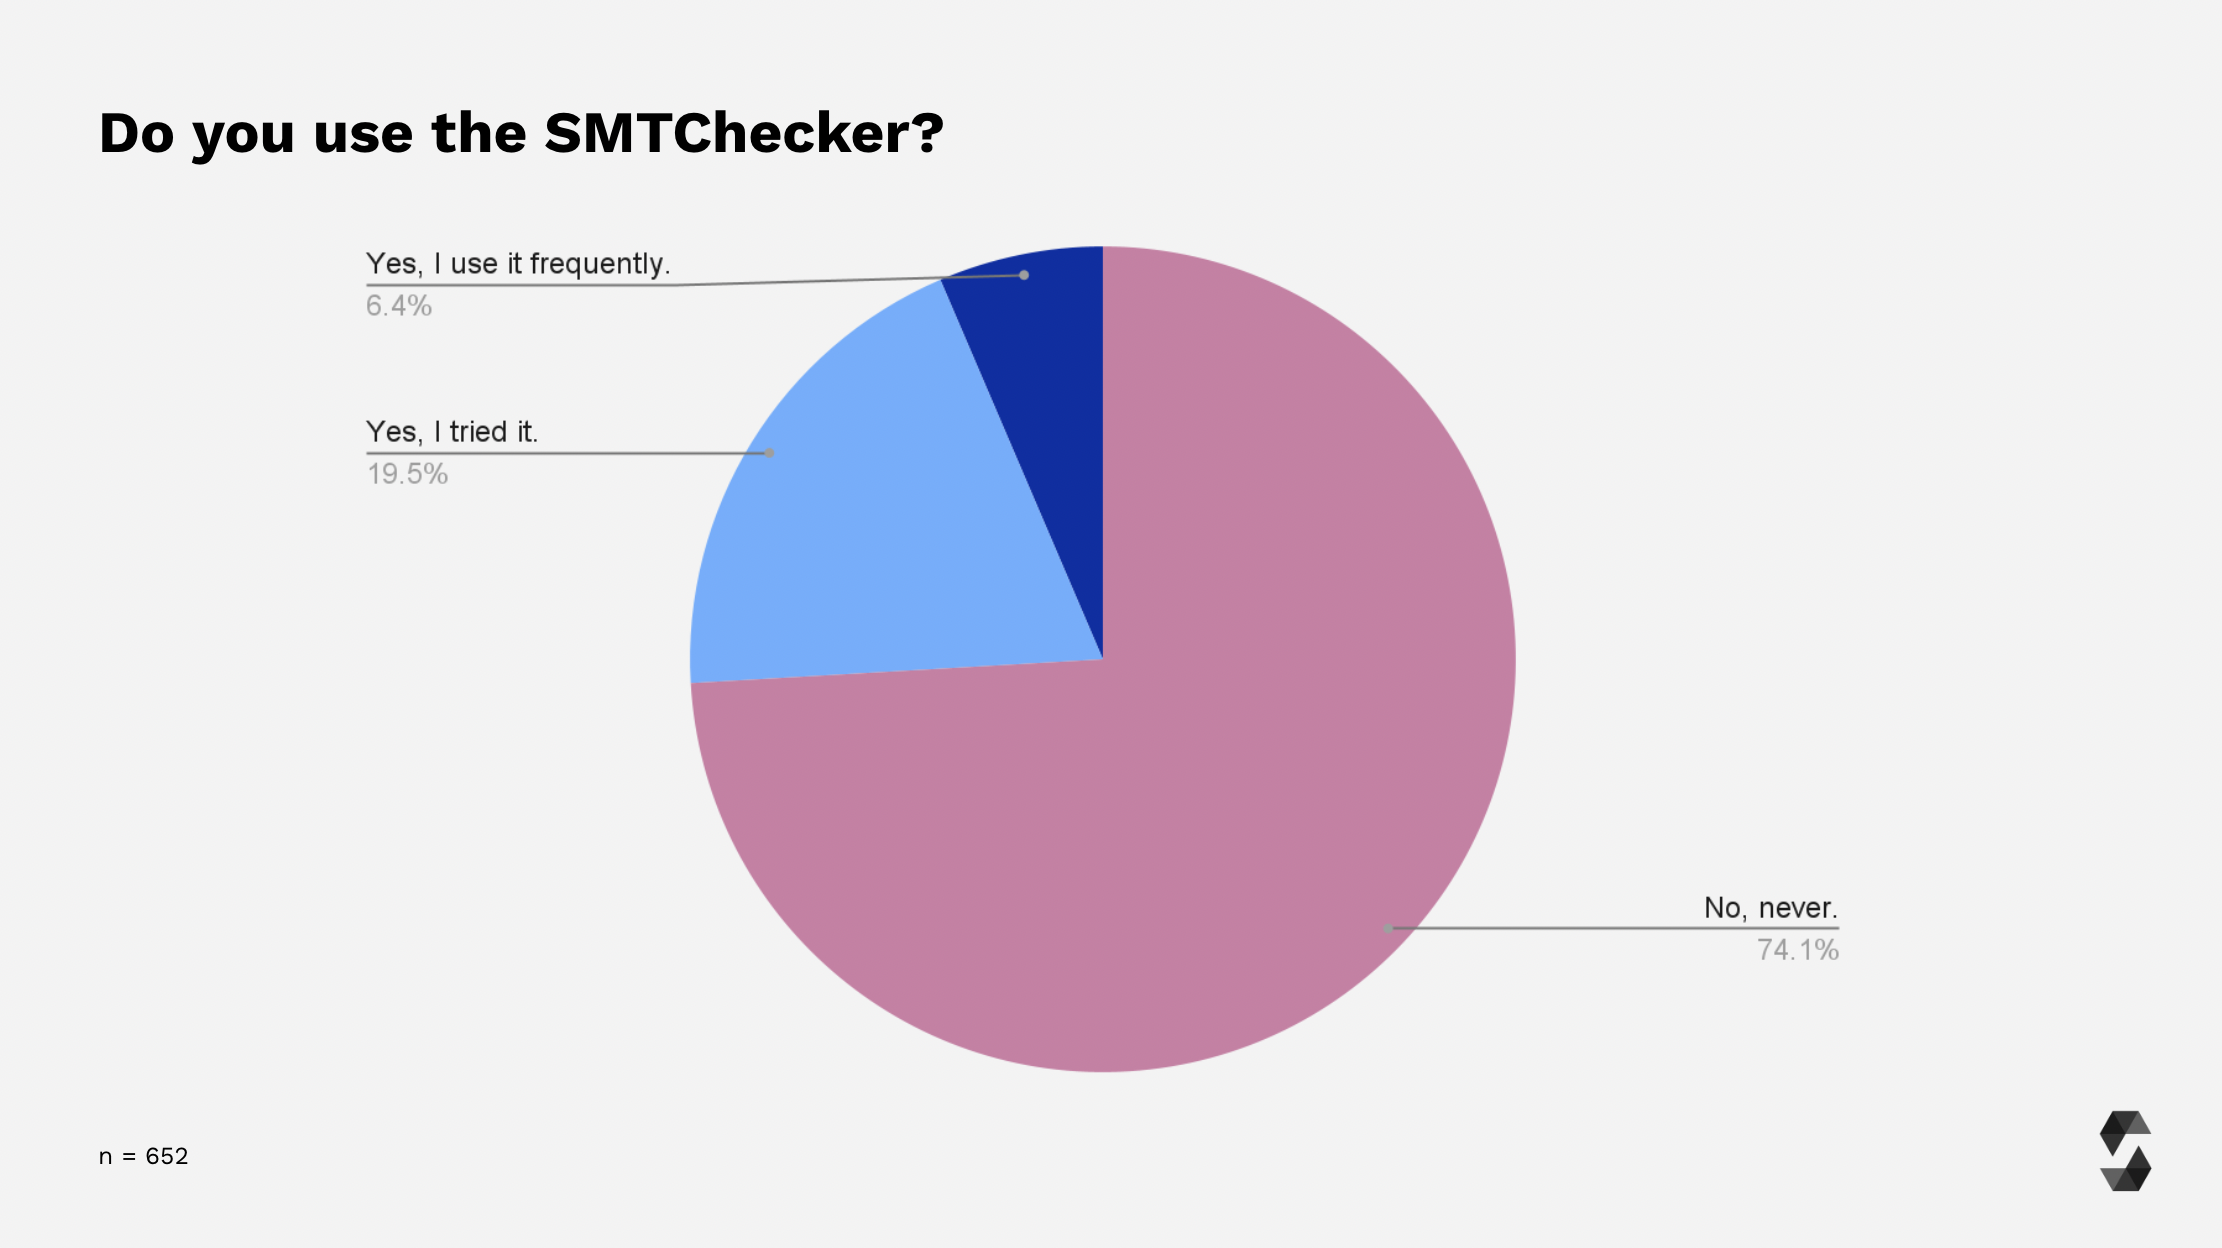 Do you use the SMTChecker?
Yes, I use it frequently.
6.4%
Yes, I tried it.
19.5%
No, never.
74.1%
n = 652